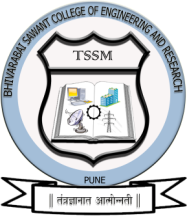 BHIVARABAI SAWANT COLLEGE OF ENGINEERING AND RESEARCH
TSSM
PUNE
|| तंत्रज्ञानात आत्मोन्नती ||